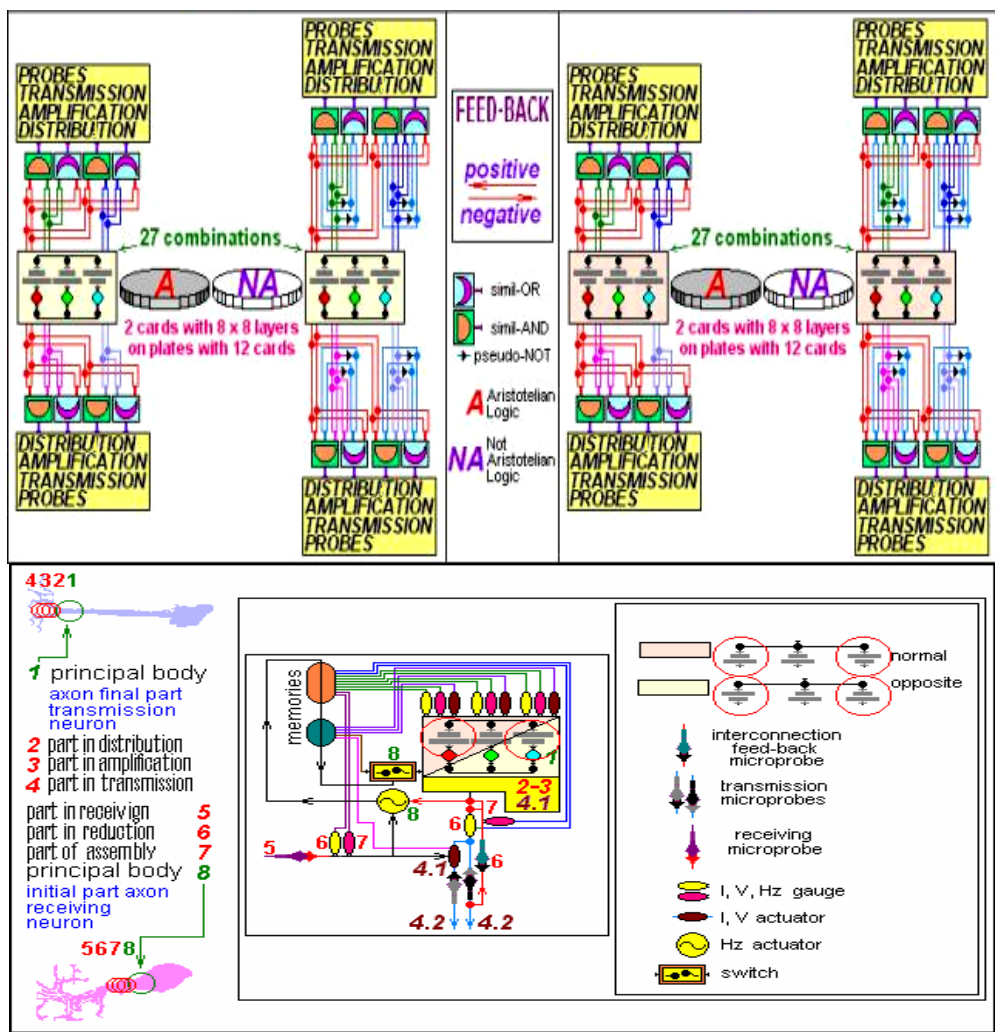 PROBES
TRANSMISSION
AMPLIFICATION
DISTRIBUTION
PROBES
TRANSMISSION
AMPLIFICATION
DISTRIBUTION
27 combinations
A
NA
2 cards with 8 x 8 layers
on plates with 12 cards
DISTRIBUTION
AMPLIFICATION
TRANSMISSION
PROBES
DISTRIBUTION
AMPLIFICATION
TRANSMISSION
PROBES
FEED-BACK
positive
negative
simil-OR
simil-AND
pseudo-NOT
A Aristotelian
Logic
NA Not
Aristotelian
Logic
PROBES
TRANSMISSION
AMPLIFICATION
DISTRIBUTION
PROBES
TRANSMISSION
AMPLIFICATION
DISTRIBUTION
27 combinations
A
NA
2 cards with 8 x 8 layers
on plates with 12 cards
DISTRIBUTION
AMPLIFICATION
TRANSMISSION
PROBES
DISTRIBUTION
AMPLIFICATION
TRANSMISSION
PROBES
4321
1 principal body
axon final part
transmission
neuron
2 part in distribution
3 part in amplification
4 part in transmission
part in receivign 5
part in reduction 6
part of assembly 7
principal body 8
initial part axon
receiving
neuron
5678
memories
8
1
2-3
4.1
8
7
6
5
6
7
4.1
6
4.2
4.2
normal
opposite
interconnection
feed-back
microprobe
transmission
microprobes
receiving
microprobe
I, V, Hz gauge
I, V actuator
Hz actuator
switch